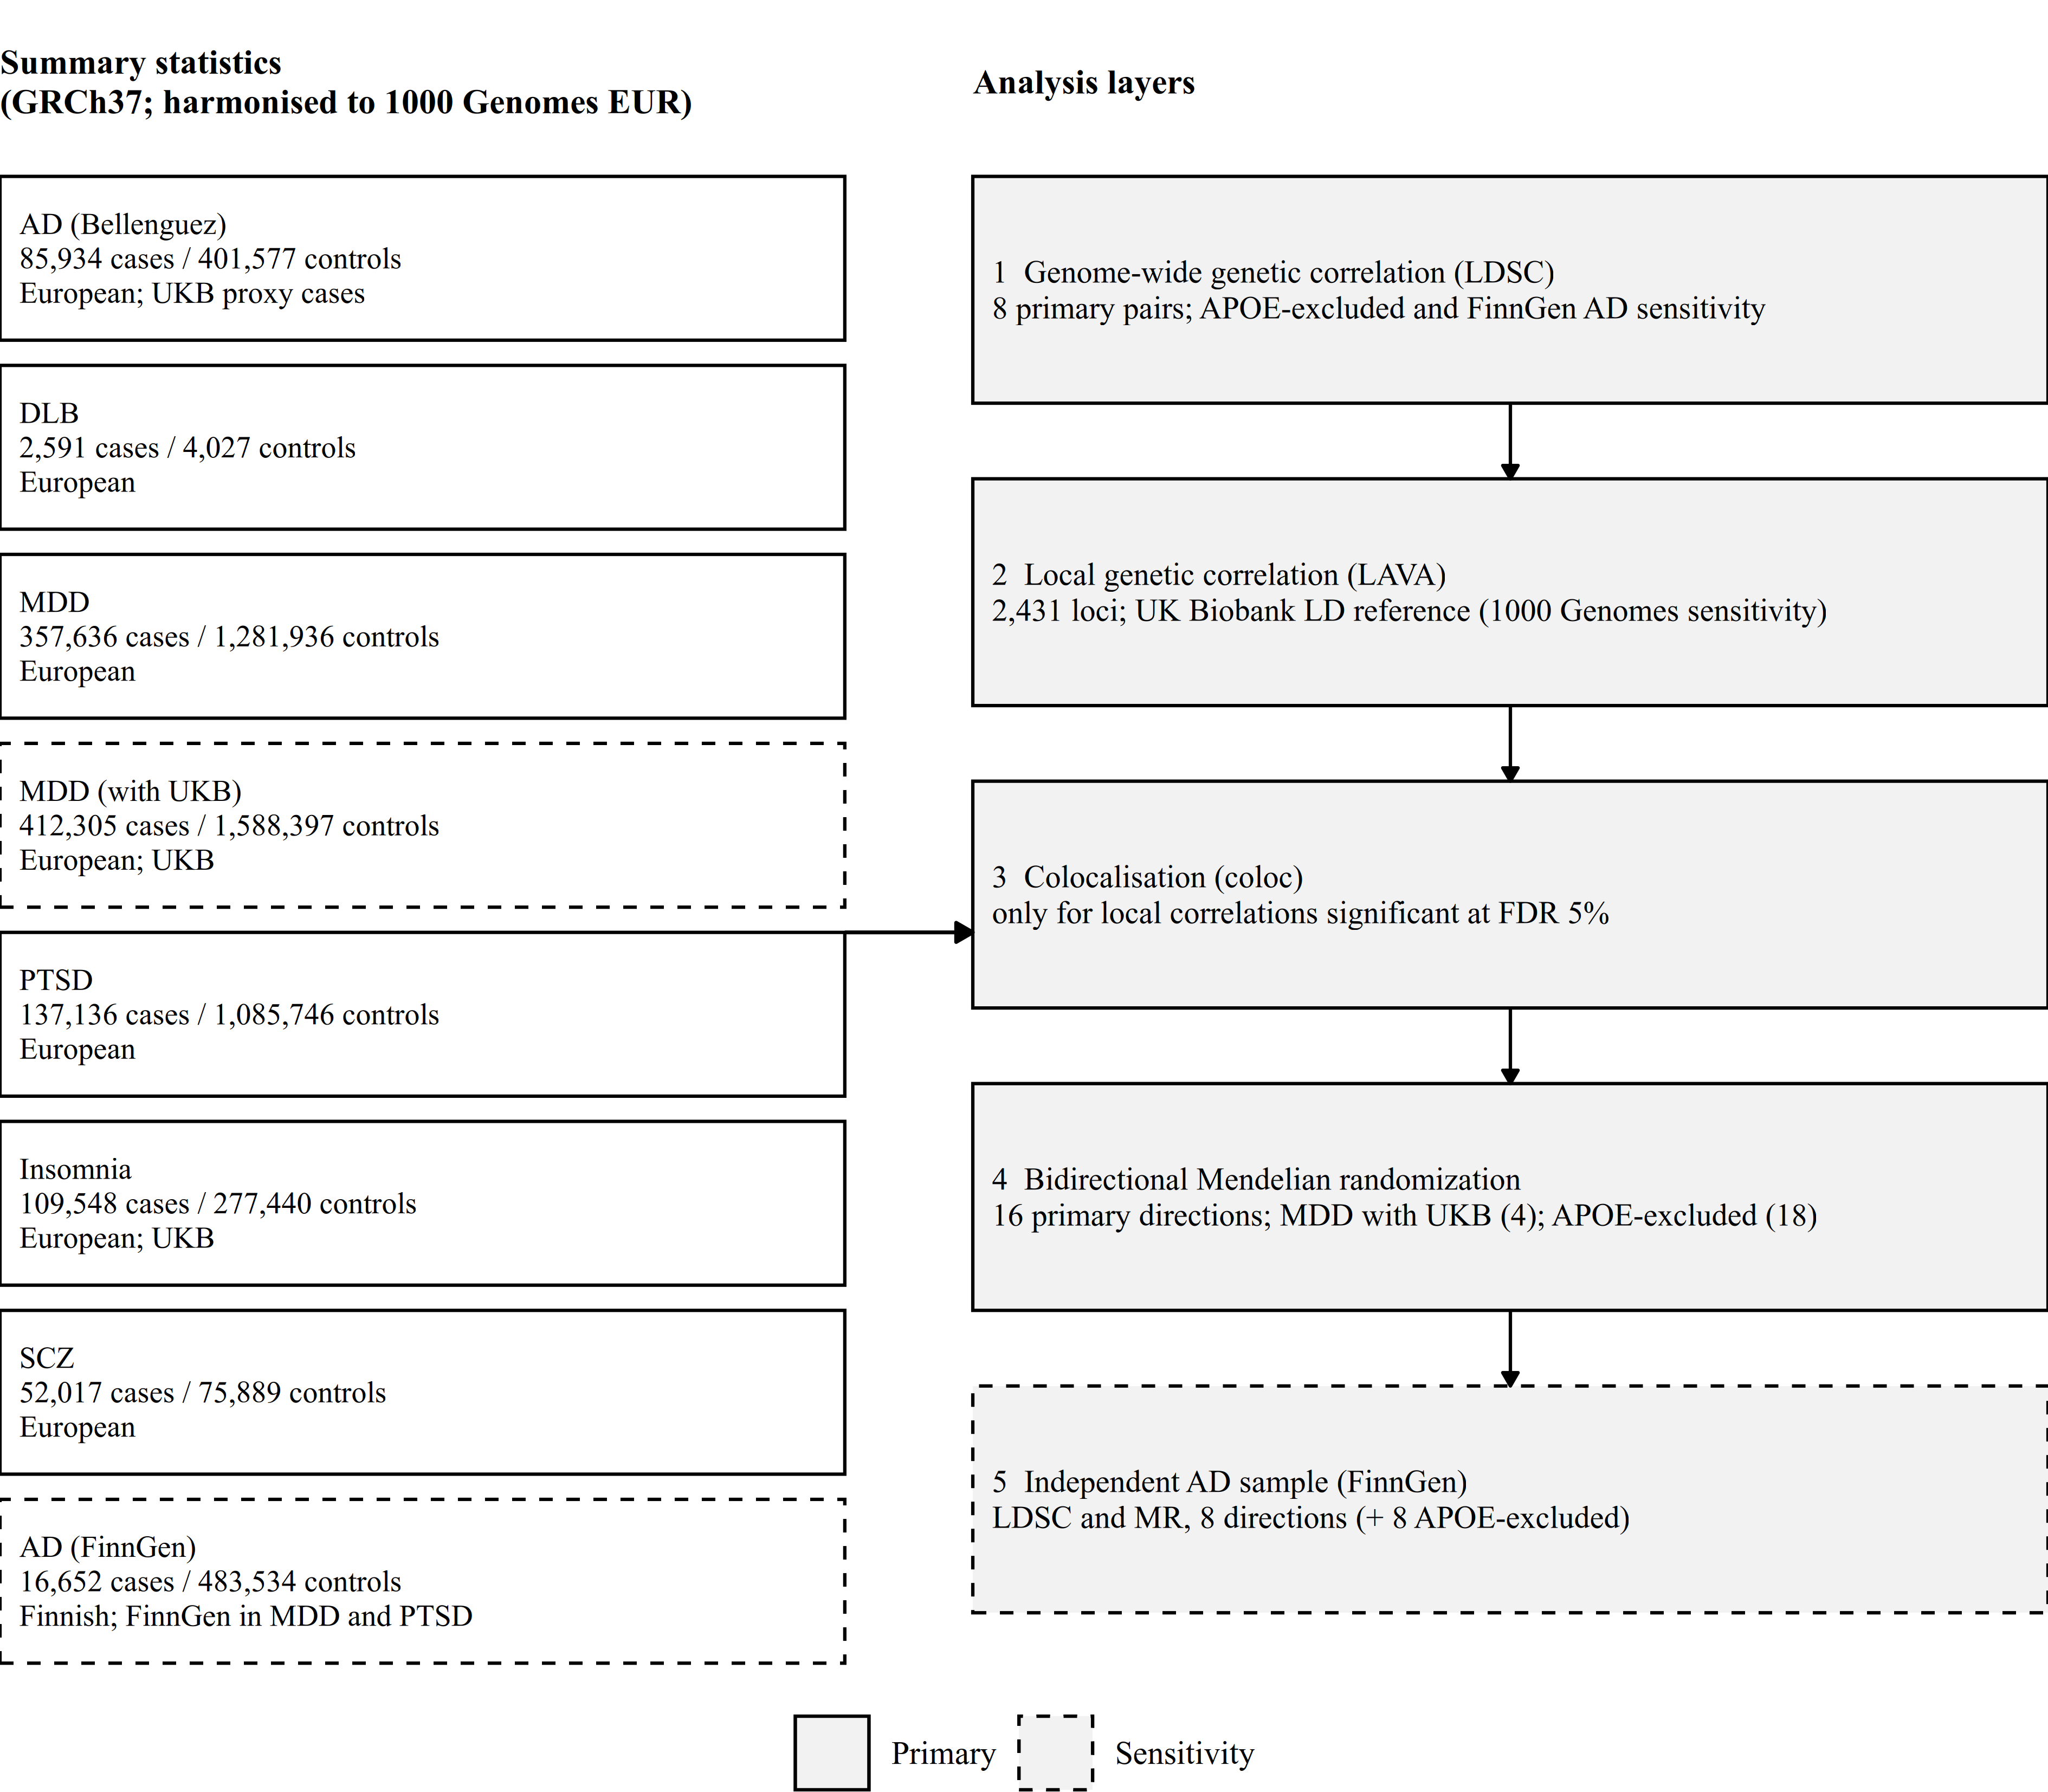 Summary statistics
(GRCh37; harmonised to 1000 Genomes EUR)
AD (Bellenguez)
85,934 cases / 401,577 controls
European; UKB proxy cases
DLB
2,591 cases / 4,027 controls
European
MDD
357,636 cases / 1,281,936 controls
European
MDD (with UKB)
412,305 cases / 1,588,397 controls
European; UKB
PTSD
137,136 cases / 1,085,746 controls
European
Insomnia
109,548 cases / 277,440 controls
European; UKB
SCZ
52,017 cases / 75,889 controls
European
AD (FinnGen)
16,652 cases / 483,534 controls
Finnish; FinnGen in MDD and PTSD
Analysis layers
1 Genome-wide genetic correlation (LDSC)
8 primary pairs; APOE-excluded and FinnGen AD sensitivity
2 Local genetic correlation (LAVA)
2,431 loci; UK Biobank LD reference (1000 Genomes sensitivity)
3 Colocalisation (coloc)
only for local correlations significant at FDR 5%
4 Bidirectional Mendelian randomization
16 primary directions; MDD with UKB (4); APOE-excluded (18)
5 Independent AD sample (FinnGen)
LDSC and MR, 8 directions (+ 8 APOE-excluded)
Primary
Sensitivity